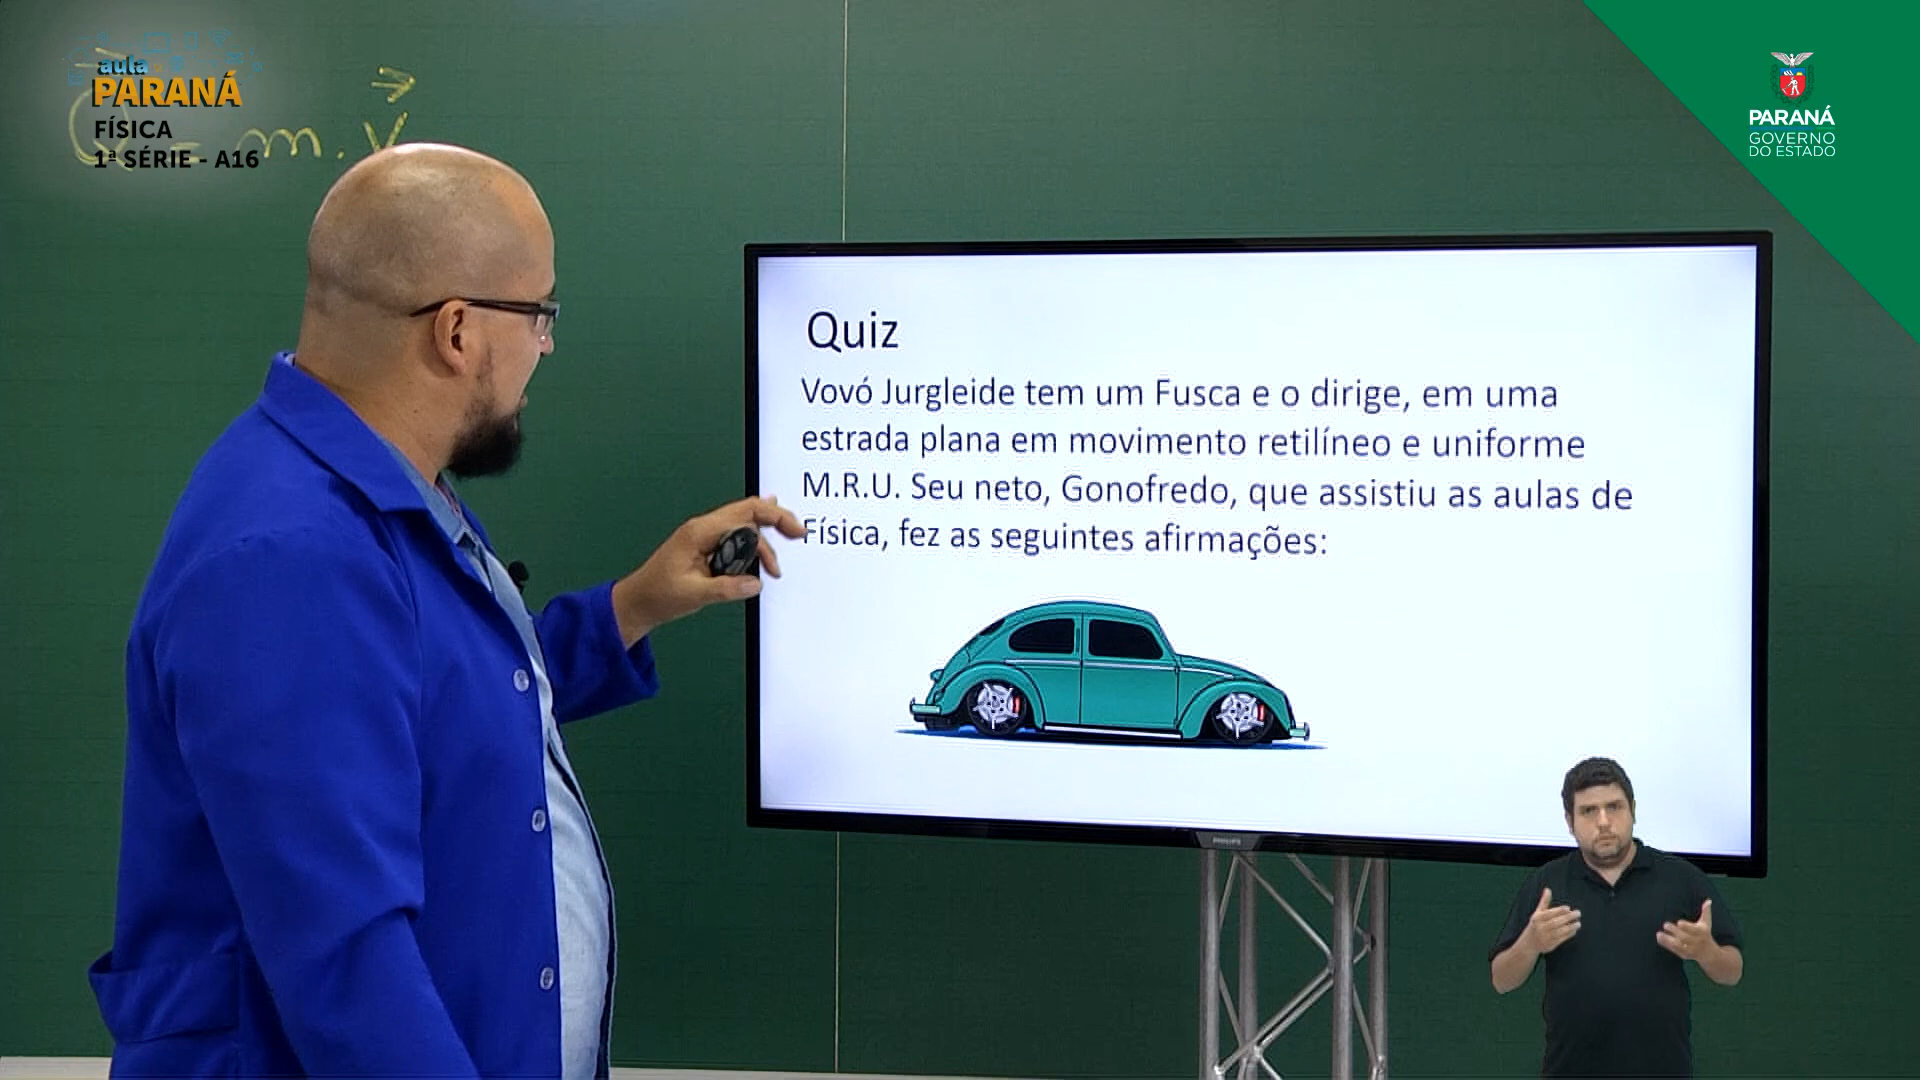 aula
PARANÁ
FÍSICA
1ª SÉRIE - A16
Q = m.v
PARANÁ
GOVERNO
DO ESTADO
Quiz
Vovó Jurgleide tem um Fusca e o dirige, em uma
estrada plana em movimento retilíneo e uniforme
M.R.U. Seu neto, Gonofredo, que assistiu as aulas de
Física, fez as seguintes afirmações:
PHILIPS